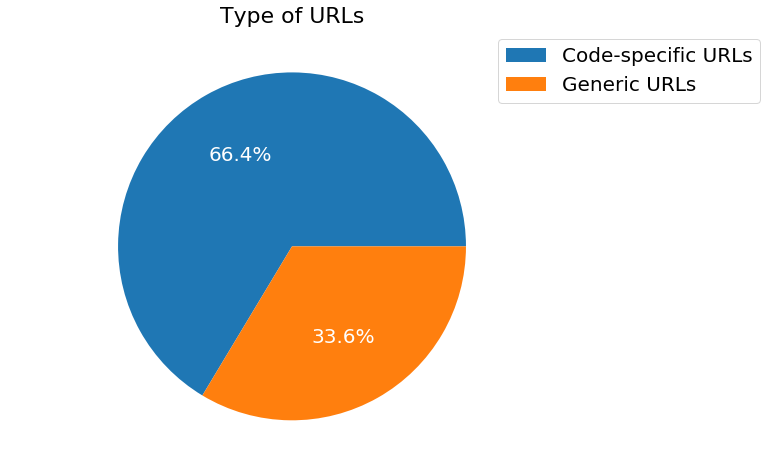 Type of URLs
Code-specific URLs
Generic URLs
66.4%
33.6%